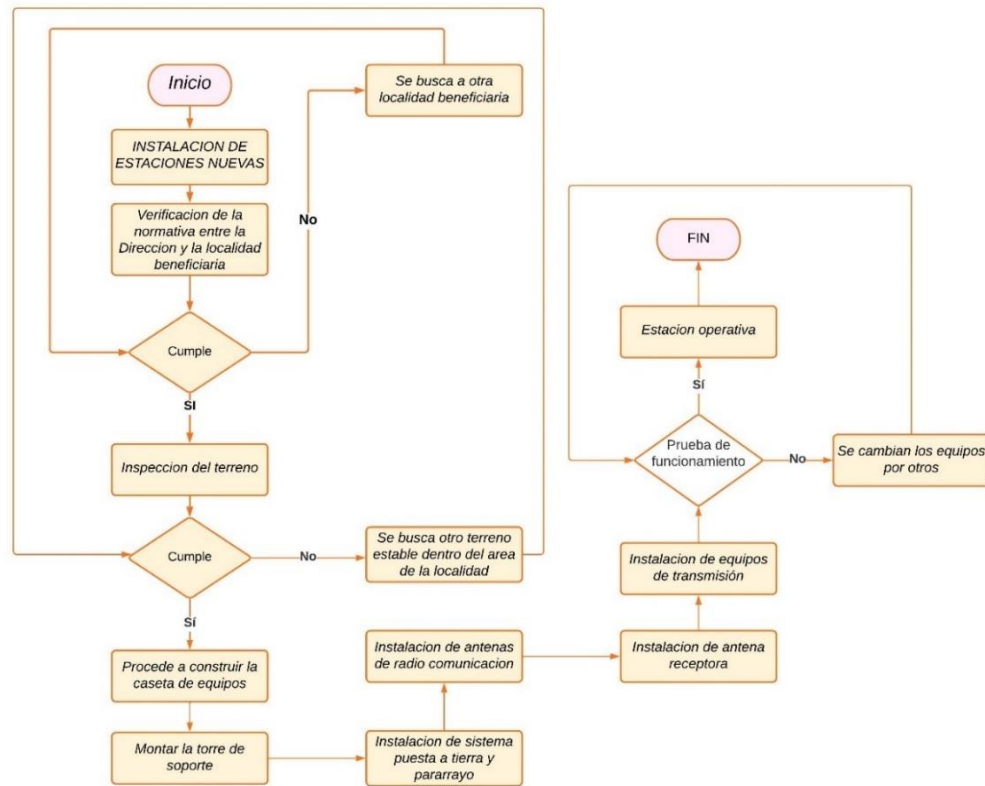 Inicio
INSTALACION DE
ESTACIONES NUEVAS
Verificacion de la
normativa entre la
Direccion y la localidad
beneficiaria
Cumple
No
Se busca a otra
localidad beneficiaria
SI
Inspeccion del terreno
Cumple
No
Se busca otro terreno
estable dentro del area
de la localidad
Sí
Procede a construir la
caseta de equipos
Montar la torre de
soporte
Instalacion de sistema
puesta a tierra y
pararrayo
Instalacion de antenas
de radio comunicacion
Instalacion de antena
receptora
Instalacion de equipos
de transmisión
Prueba de
funcionamiento
No
Se cambian los equipos
por otros
Sí
Estacion operativa
FIN